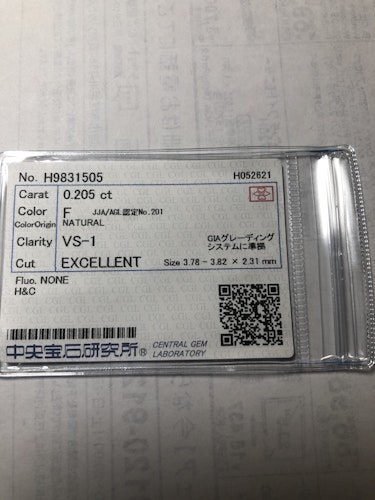 No. H9831505 H052621
Carat 0.205 ct
Color F JJA/AGL認定No.201
ColorOrigin NATURAL
Clarity VS-1 GIAグレーディング
システムに準拠
Cut EXCELLENT Size 3.78 - 3.82 × 2.31 mm
Fluo. NONE
H&C
中央宝石研究所® CENTRAL GEM
LABORATORY